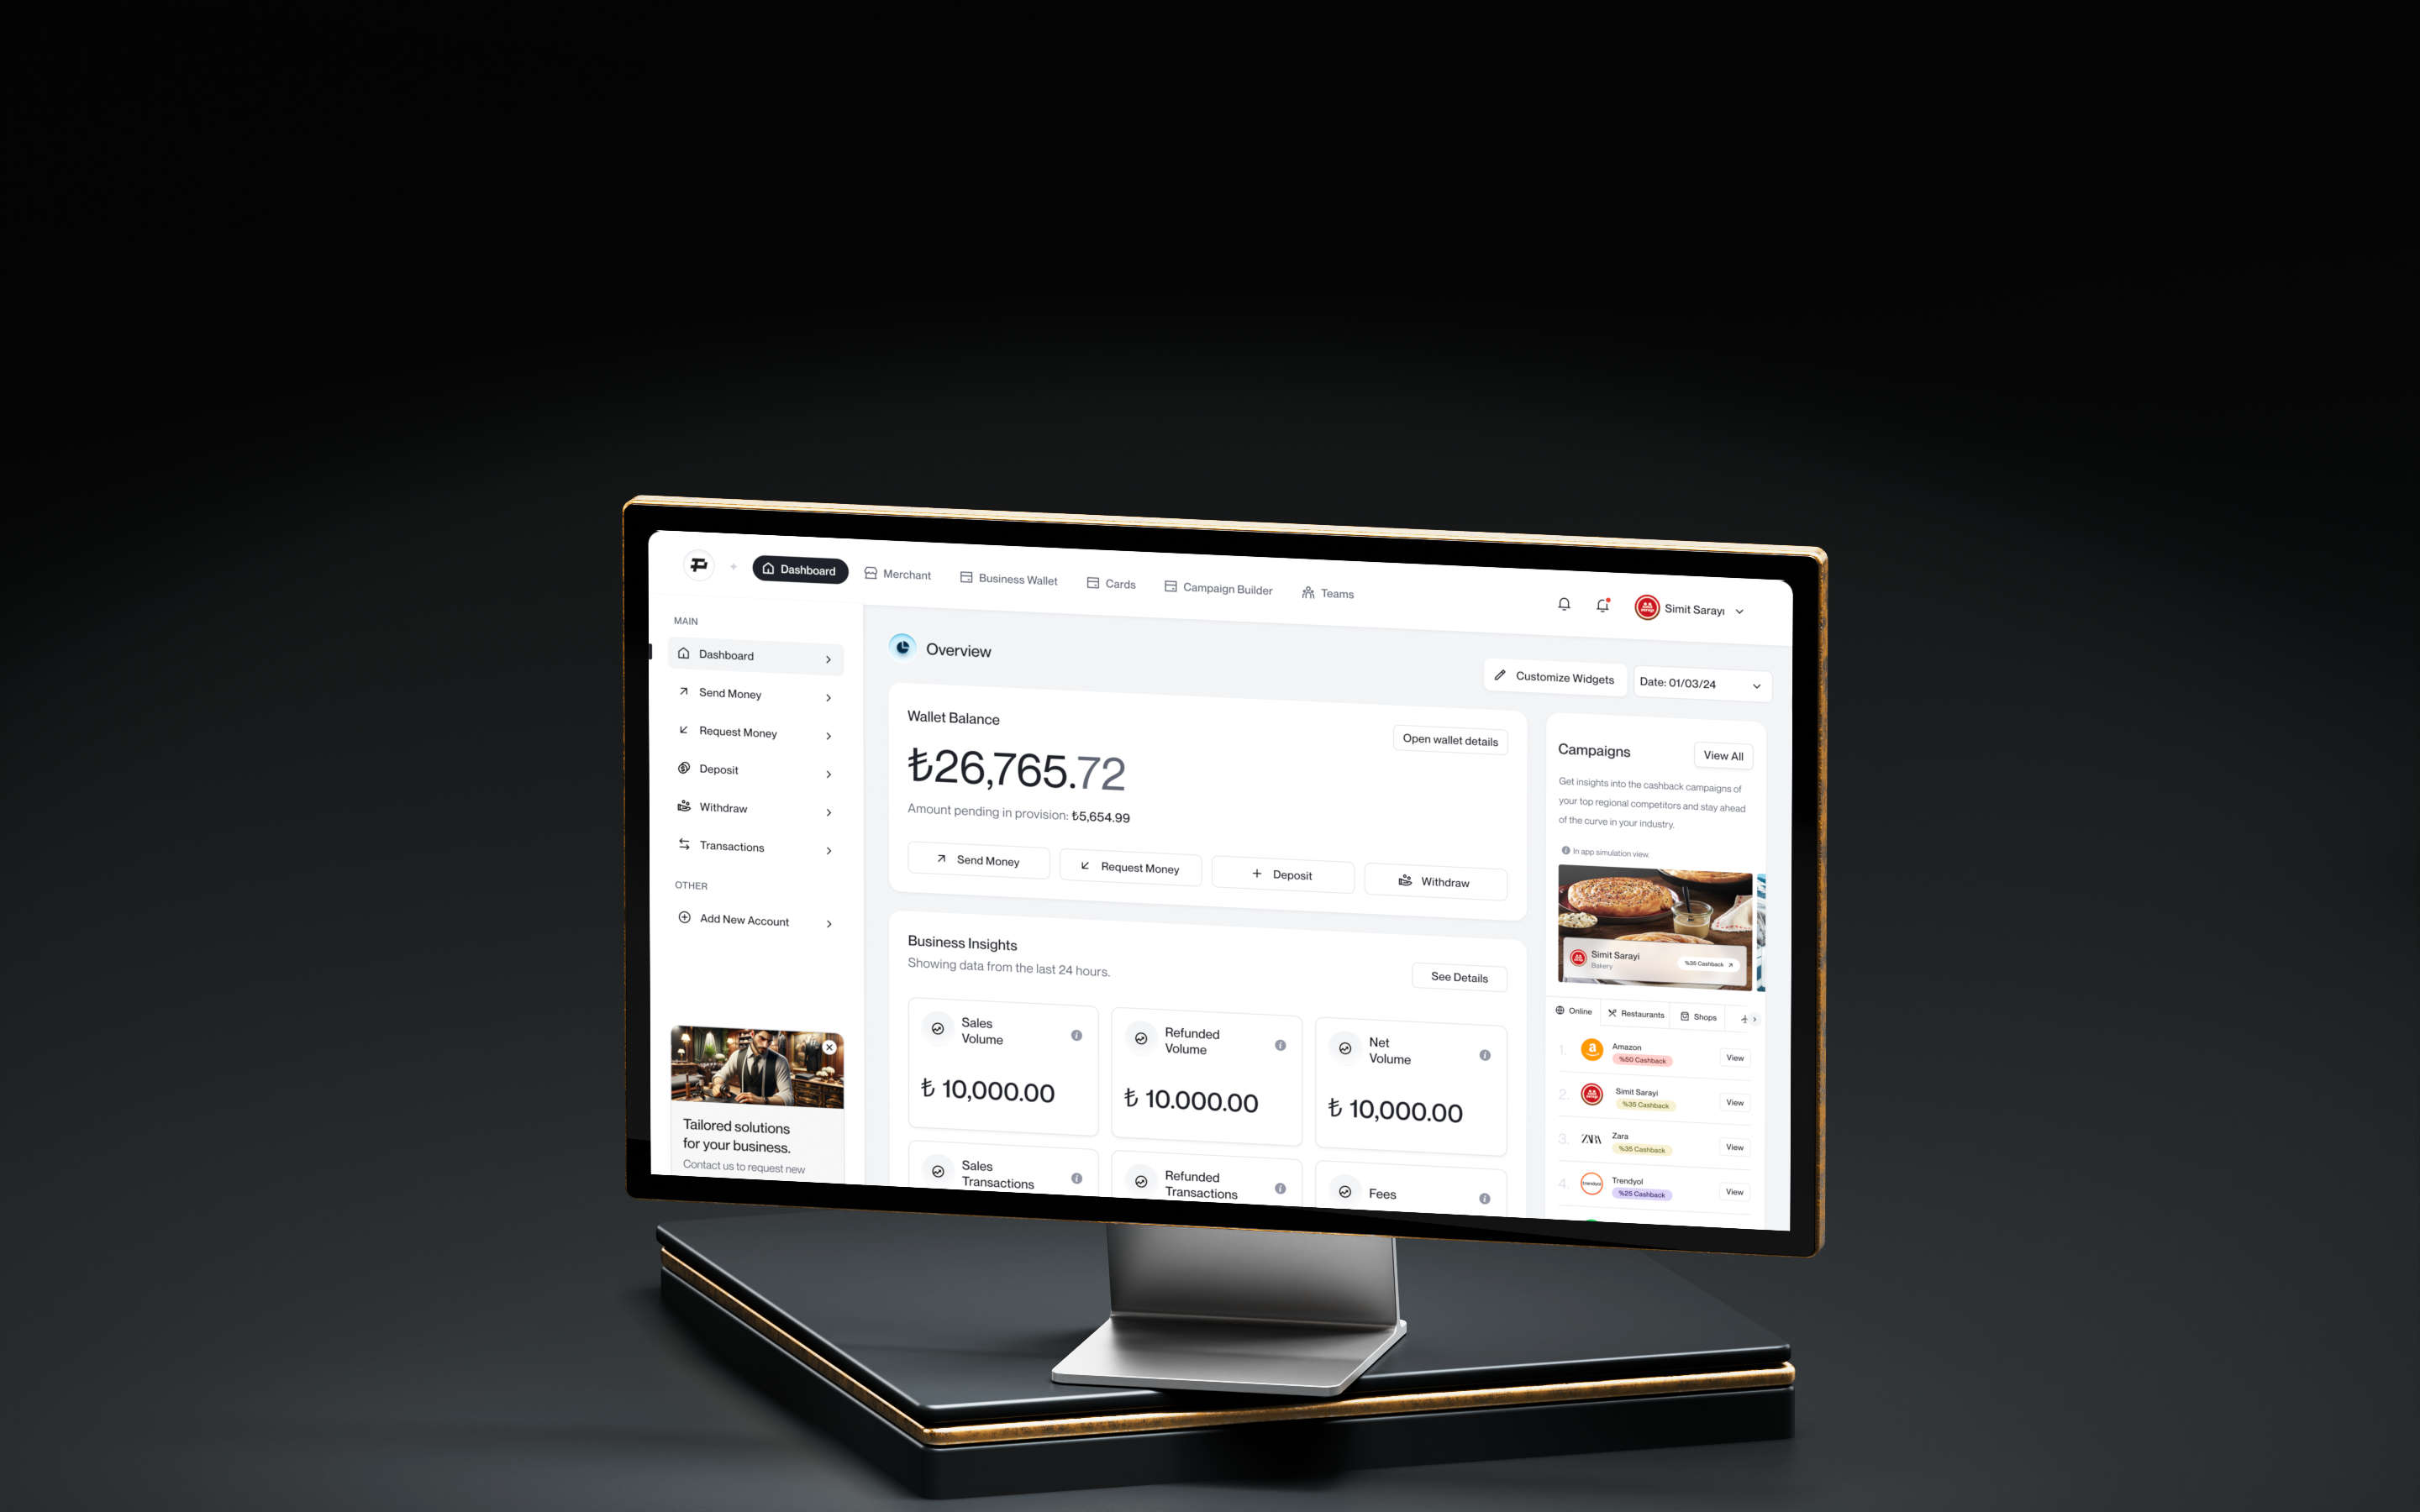 Dashboard
Merchant
Business Wallet
Cards
Campaign Builder
Teams
Simit Sarayı
MAIN
Dashboard
Send Money
Request Money
Deposit
Withdraw
Transactions
OTHER
Add New Account
Tailored solutions
for your business.
Contact us to request new
Overview
Customize Widgets
Date: 01/03/24
Wallet Balance
Open wallet details
₺26,765.72
Amount pending in provision: ₺5,654.99
Send Money
Request Money
Deposit
Withdraw
Business Insights
Showing data from the last 24 hours.
See Details
Sales
Volume
₺ 10,000.00
Refunded
Volume
₺ 10.000.00
Net
Volume
₺ 10,000.00
Sales
Transactions
Refunded
Transactions
Fees
Campaigns
View All
Get insights into the cashback campaigns of
your top regional competitors and stay ahead
of the curve in your industry.
In app simulation view.
Simit Sarayi
Bakery
%35 Cashback
Online
Restaurants
Shops
1.
Amazon
%50 Cashback
View
2.
Simit Sarayi
%35 Cashback
View
3.
ZARA
Zara
%35 Cashback
View
4.
trendyol
Trendyol
%25 Cashback
View